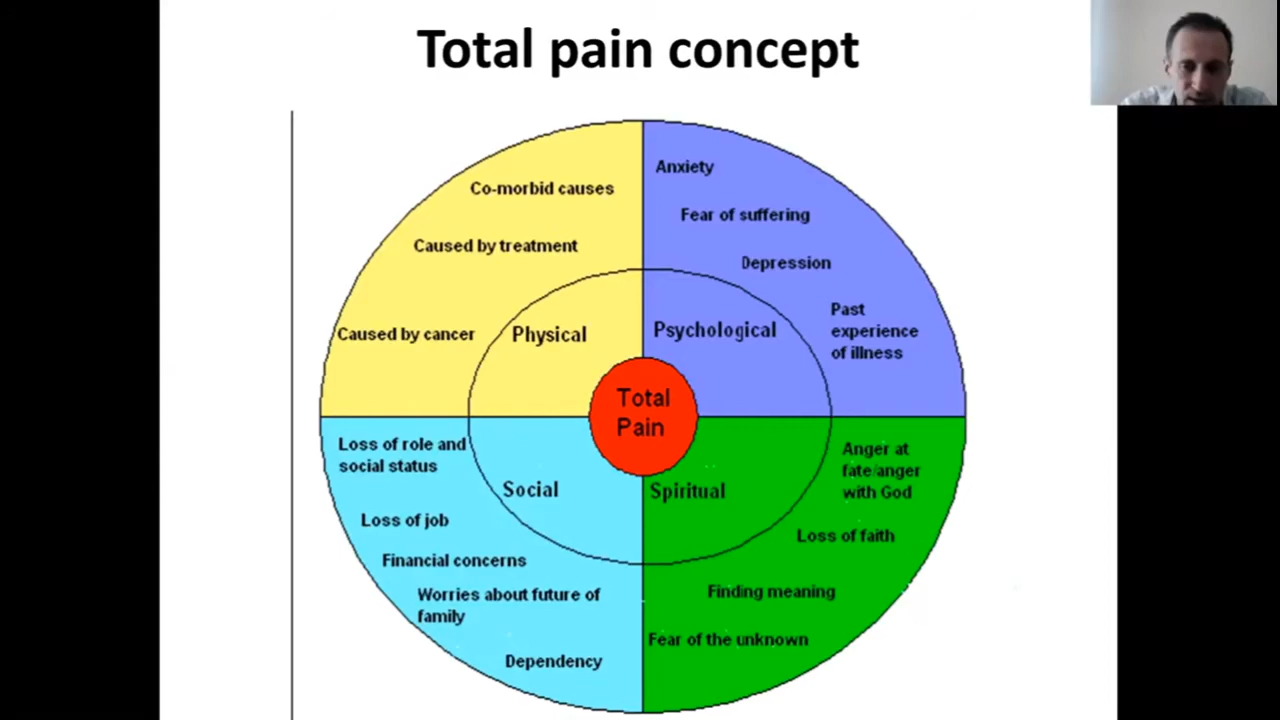 Total pain concept
Co-morbid causes
Caused by treatment
Caused by cancer
Physical
Anxiety
Fear of suffering
Depression
Past
experience
of illness
Psychological
Total
Pain
Loss of role and
social status
Social
Loss of job
Financial concerns
Worries about future of
family
Dependency
Spiritual
Anger at
fate/anger
with God
Loss of faith
Finding meaning
Fear of the unknown